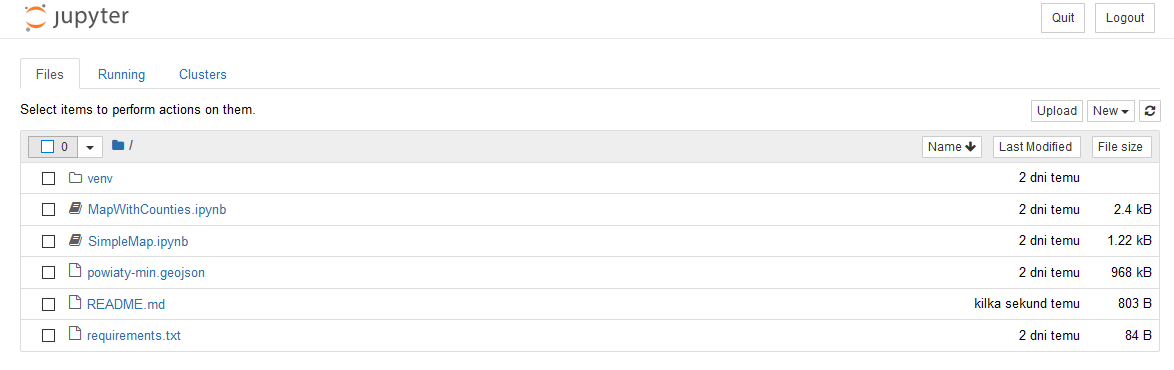 jupyter Quit Logout
Files Running Clusters
Select items to perform actions on them. Upload New
0 / Name Last Modified File size
venv 2 dni temu
MapWithCounties.ipynb 2 dni temu 2.4 kB
SimpleMap.ipynb 2 dni temu 1.22 kB
powiaty-min.geojson 2 dni temu 968 kB
README.md kilka sekund temu 803 B
requirements.txt 2 dni temu 84 B